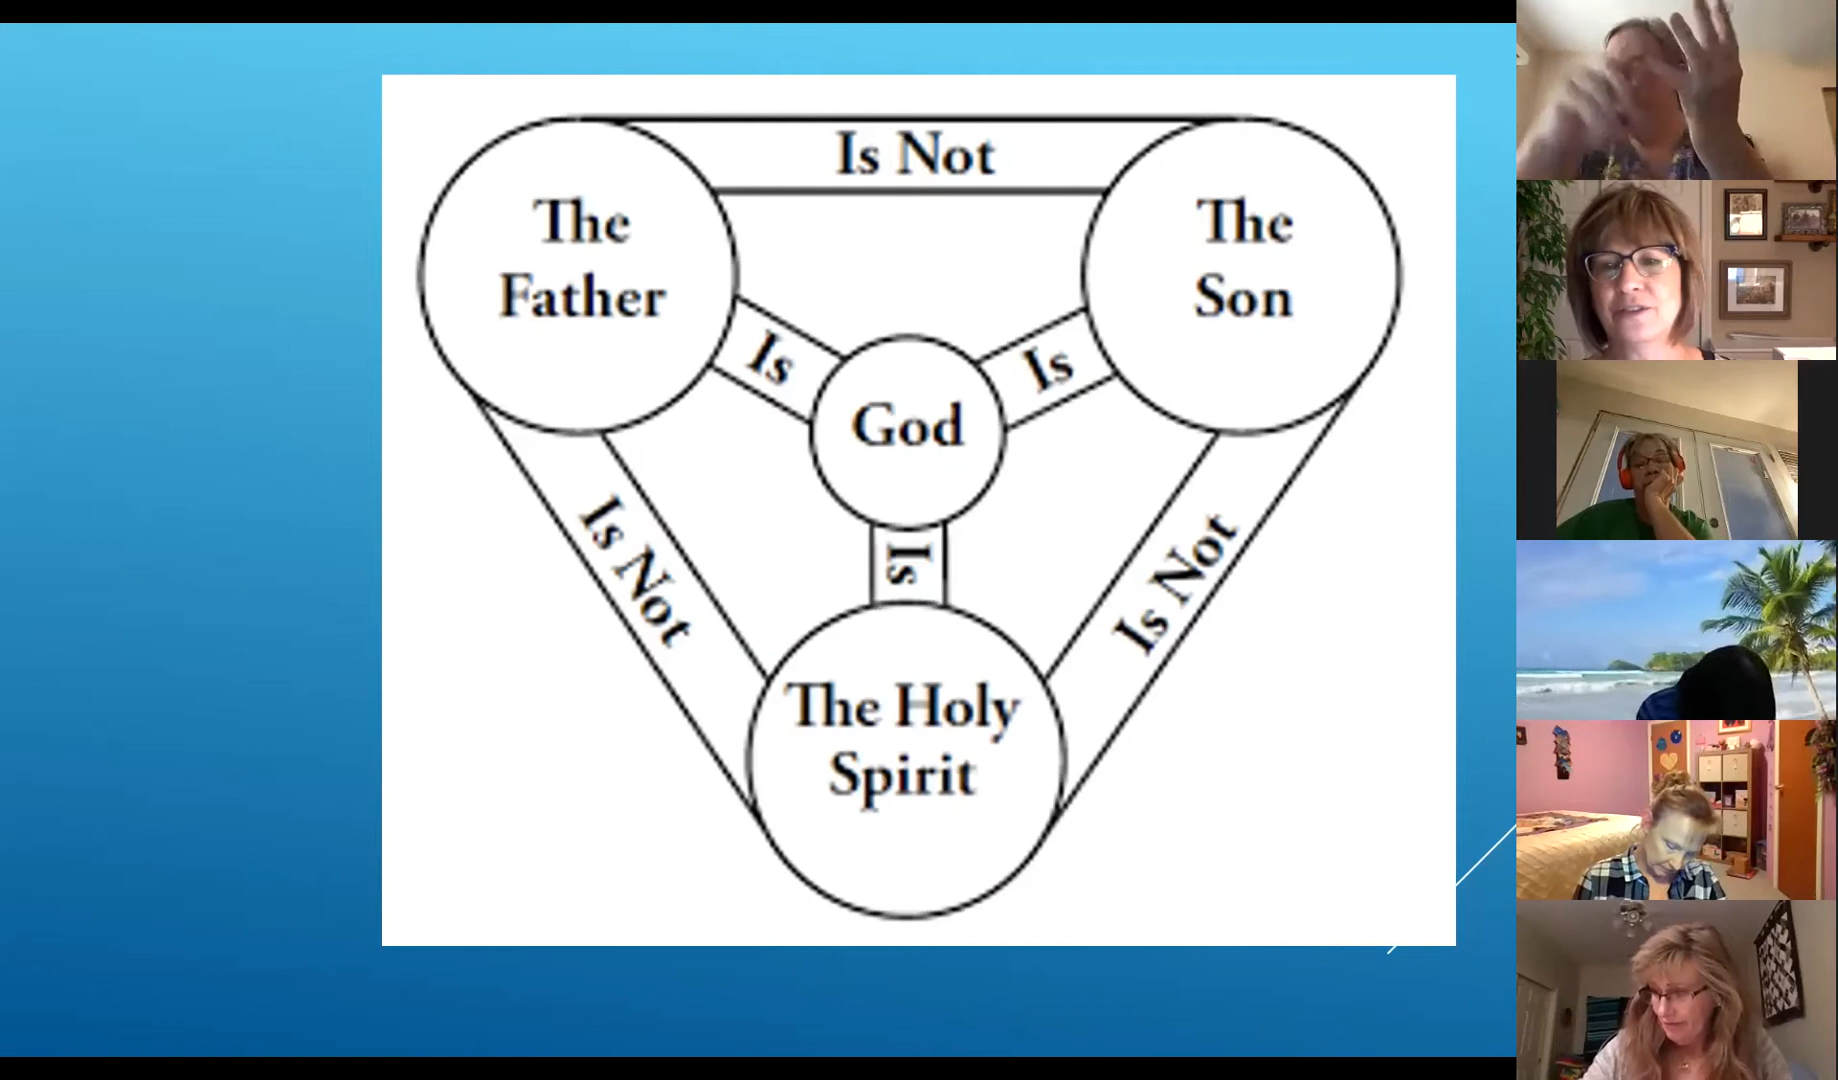 Is Not
The
Father
The
Son
Is
Is
God
Is
Is Not
Is Not
The Holy
Spirit